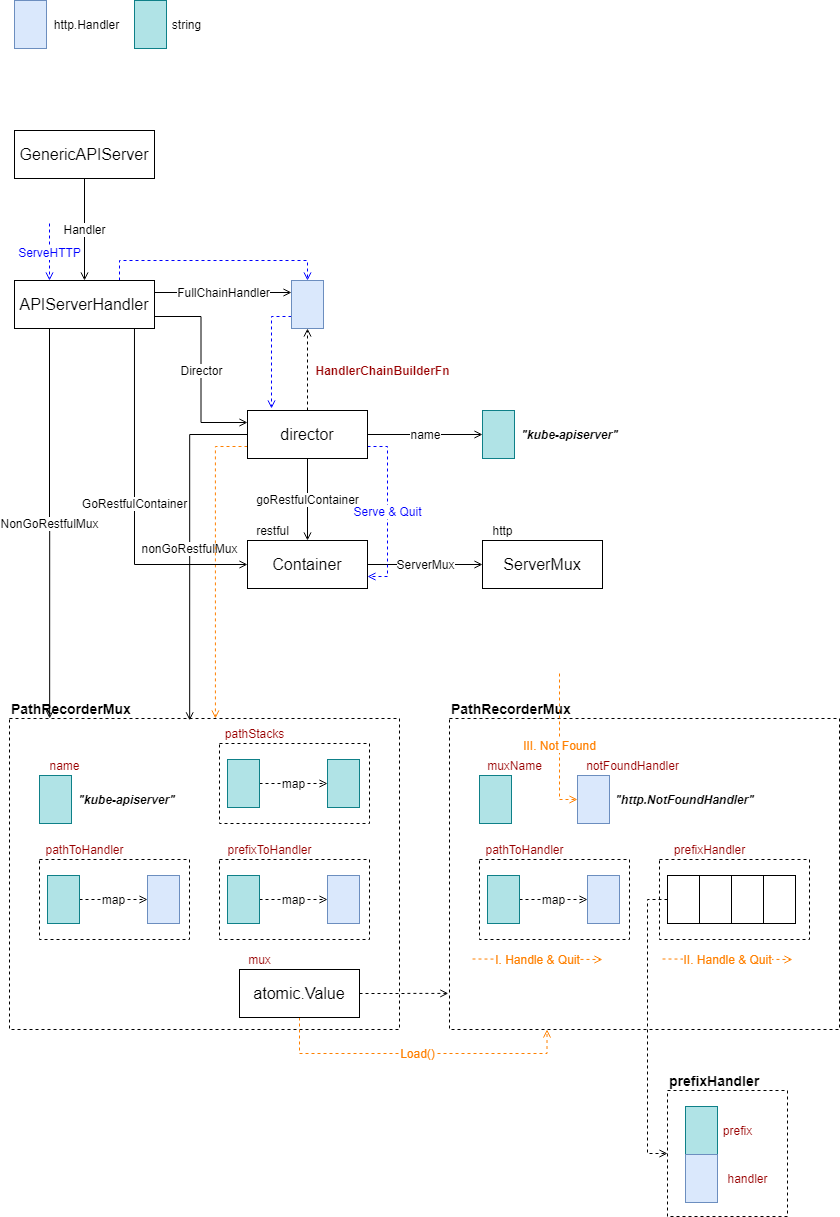 http.Handler
string
GenericAPIServer
Handler
ServeHTTP
APIServerHandler
FullChainHandler
Director
HandlerChainBuilderFn
director
name
"kube-apiserver"
GoRestfulContainer
goRestfulContainer
Serve & Quit
NonGoRestfulMux
restful
http
nonGoRestfulMux
Container
ServerMux
ServerMux
PathRecorderMux
pathStacks
name
map
"kube-apiserver"
pathToHandler
prefixToHandler
map
map
mux
atomic.Value
PathRecorderMux
III. Not Found
muxName
notFoundHandler
"http.NotFoundHandler"
pathToHandler
prefixHandler
map
I. Handle & Quit
II. Handle & Quit
Load()
prefixHandler
prefix
handler